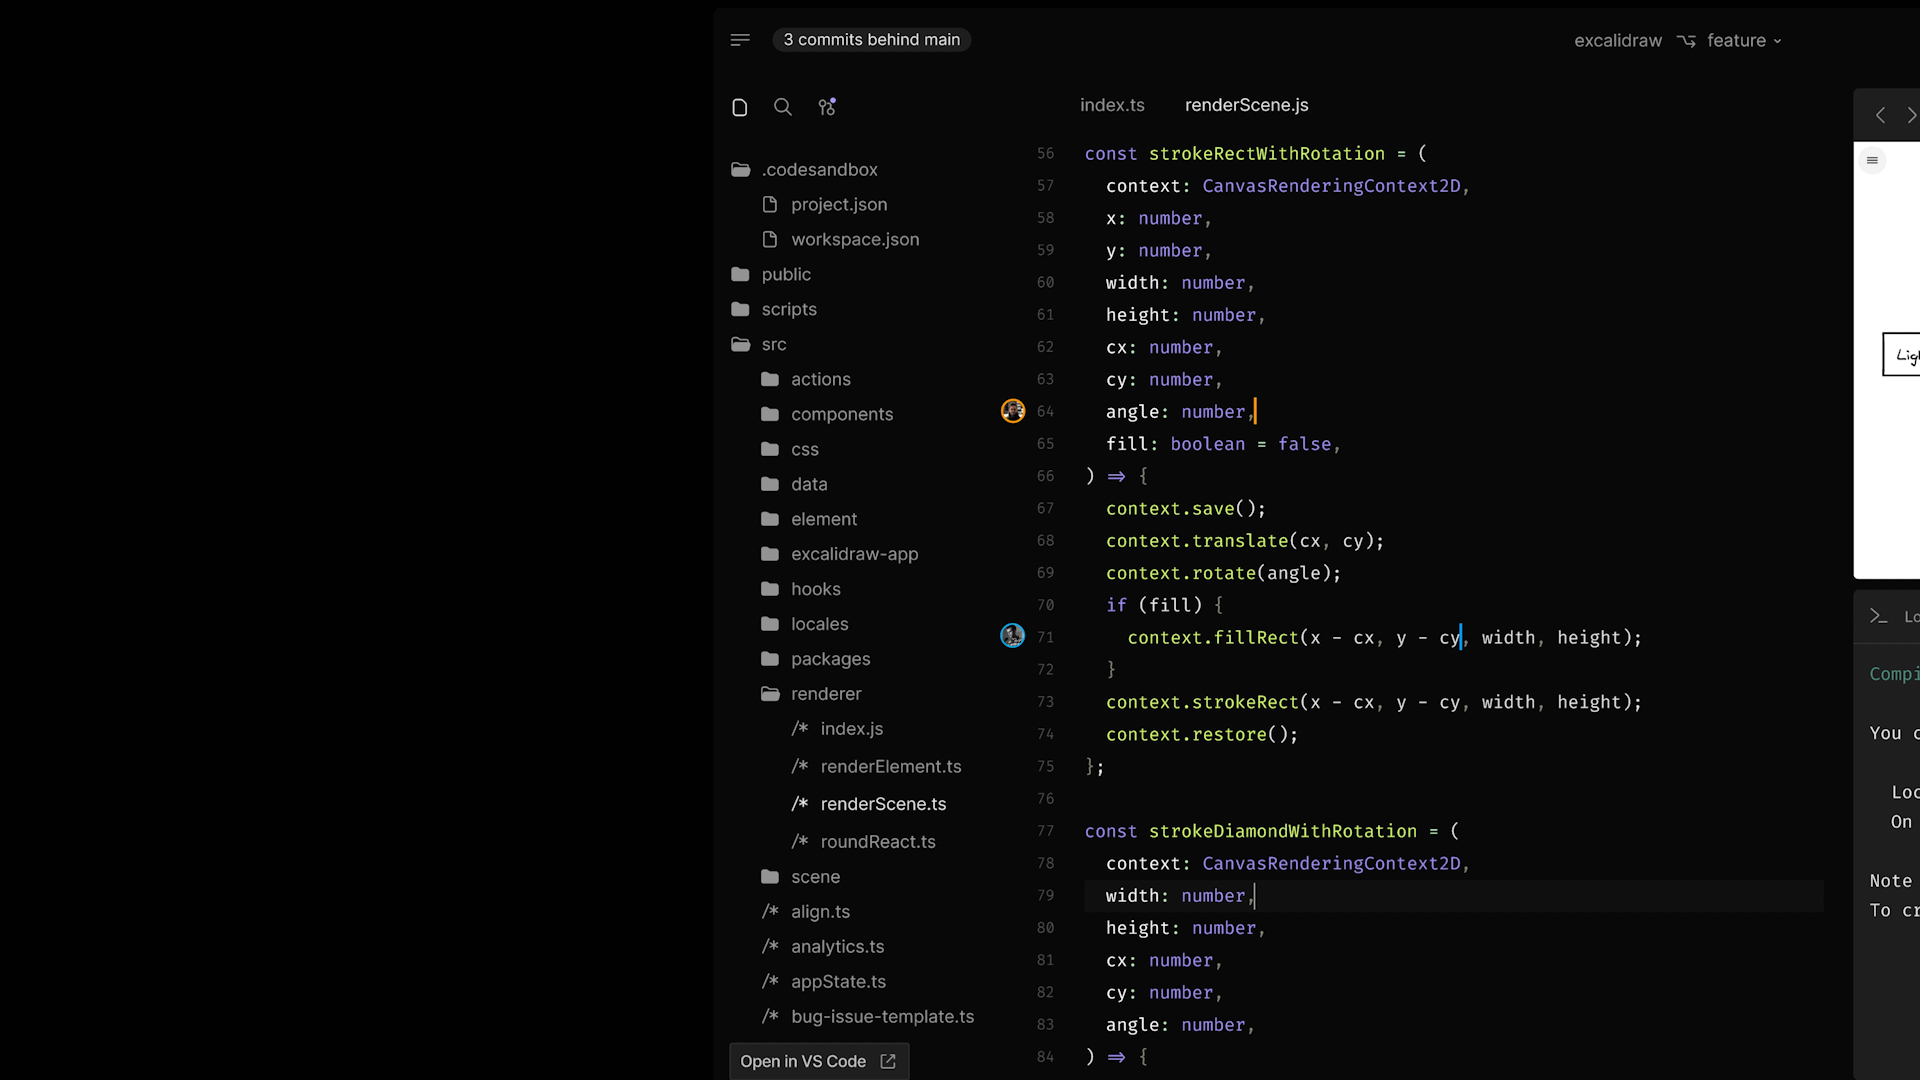 3 commits behind main
excalidraw feature
index.ts renderScene.js
.codesandbox
project.json
workspace.json
public
scripts
src
actions
components
css
data
element
excalidraw-app
hooks
locales
packages
renderer
/* index.js
/* renderElement.ts
/* renderScene.ts
/* roundReact.ts
scene
/* align.ts
/* analytics.ts
/* appState.ts
/* bug-issue-template.ts
Open in VS Code
56 const strokeRectWithRotation = (
57 context: CanvasRenderingContext2D,
58 x: number,
59 y: number,
60 width: number,
61 height: number,
62 cx: number,
63 cy: number,
64 angle: number,
65 fill: boolean = false,
66 ) => {
67 context.save();
68 context.translate(cx, cy);
69 context.rotate(angle);
70 if (fill) {
71 context.fillRect(x - cx, y - cy, width, height);
72 }
73 context.strokeRect(x - cx, y - cy, width, height);
74 context.restore();
75 };
76
77 const strokeDiamondWithRotation = (
78 context: CanvasRenderingContext2D,
79 width: number,
80 height: number,
81 cx: number,
82 cy: number,
83 angle: number,
84 ) => {
Lig
>_ Lo
Compi
You c
Loc
On
Note
To cr